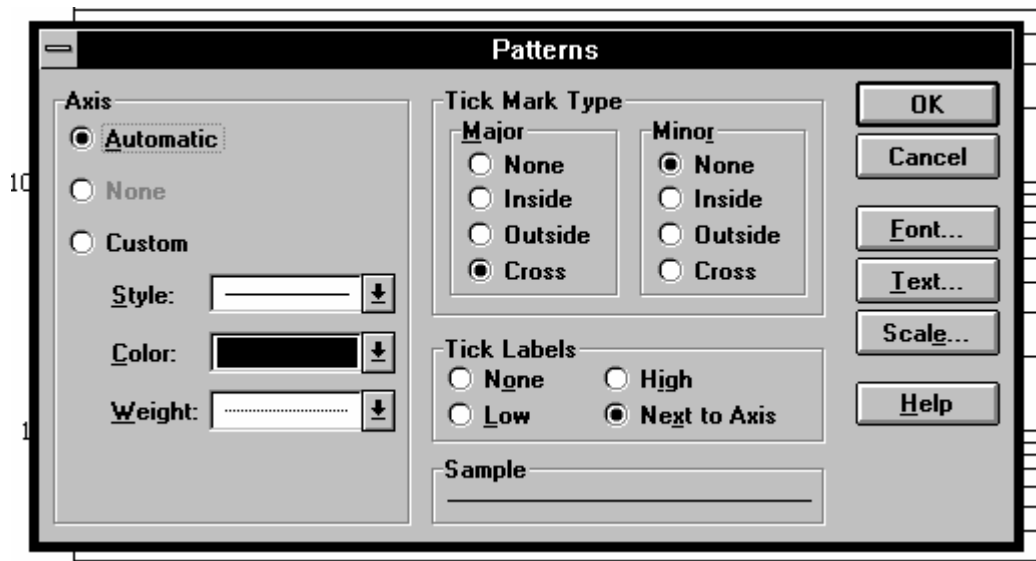 Patterns
Axis
Automatic
None
Custom
Style:
Color:
Weight:
Tick Mark Type
Major
None
Inside
Outside
Cross
Minor
None
Inside
Outside
Cross
Tick Labels
None
High
Low
Next to Axis
Sample
OK
Cancel
Font...
Text...
Scale...
Help
10
1